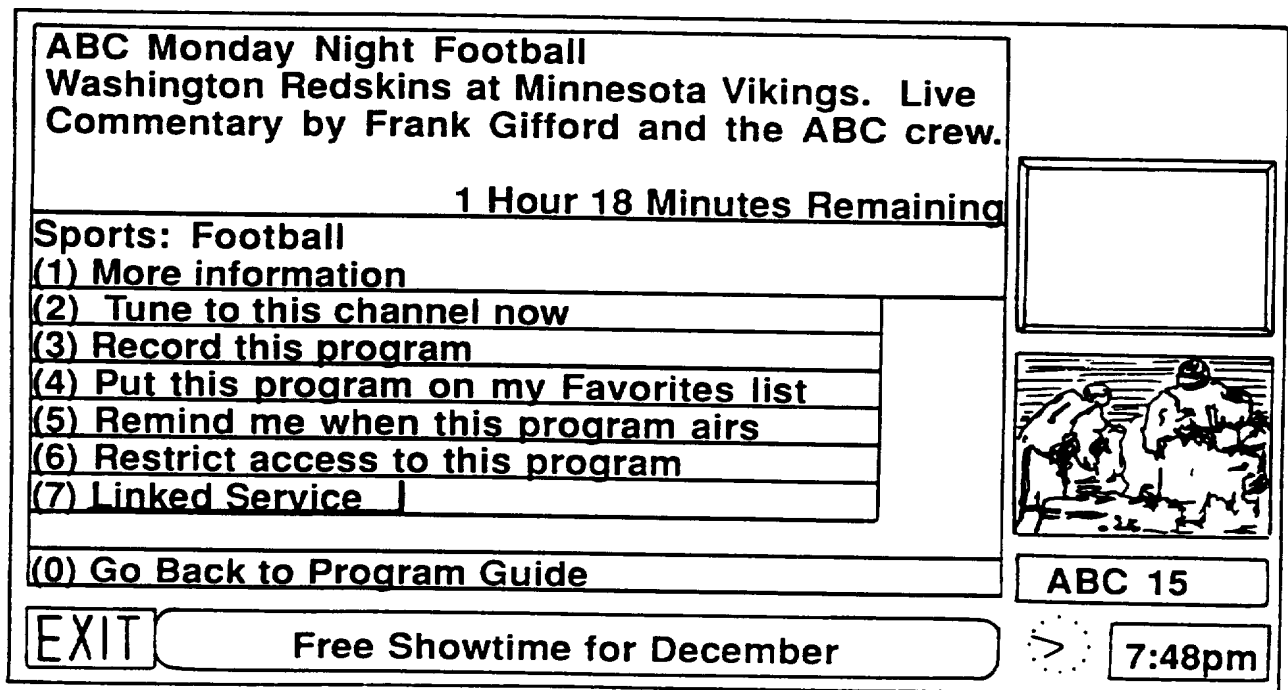 ABC Monday Night Football
Washington Redskins at Minnesota Vikings. Live
Commentary by Frank Gifford and the ABC crew.
1 Hour 18 Minutes Remaining
Sports: Football
(1) More information
(2) Tune to this channel now
(3) Record this program
(4) Put this program on my Favorites list
(5) Remind me when this program airs
(6) Restrict access to this program
(7) Linked Service
(0) Go Back to Program Guide
ABC 15
EXIT
Free Showtime for December
7:48pm